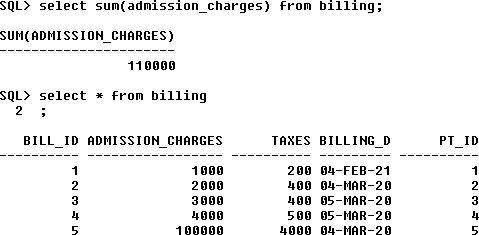 SQL> select sum(admission_charges) from billing;
SUM(ADMISSION_CHARGES)
----------------------
110000
SQL> select * from billing
2 ;
BILL_ID ADMISSION_CHARGES TAXES BILLING_D PT_ID
---------- ----------------- ---------- --------- ----------
1 1000 200 04-FEB-21 1
2 2000 400 04-MAR-20 2
3 3000 400 05-MAR-20 3
4 4000 500 05-MAR-20 4
5 100000 4000 04-MAR-20 5